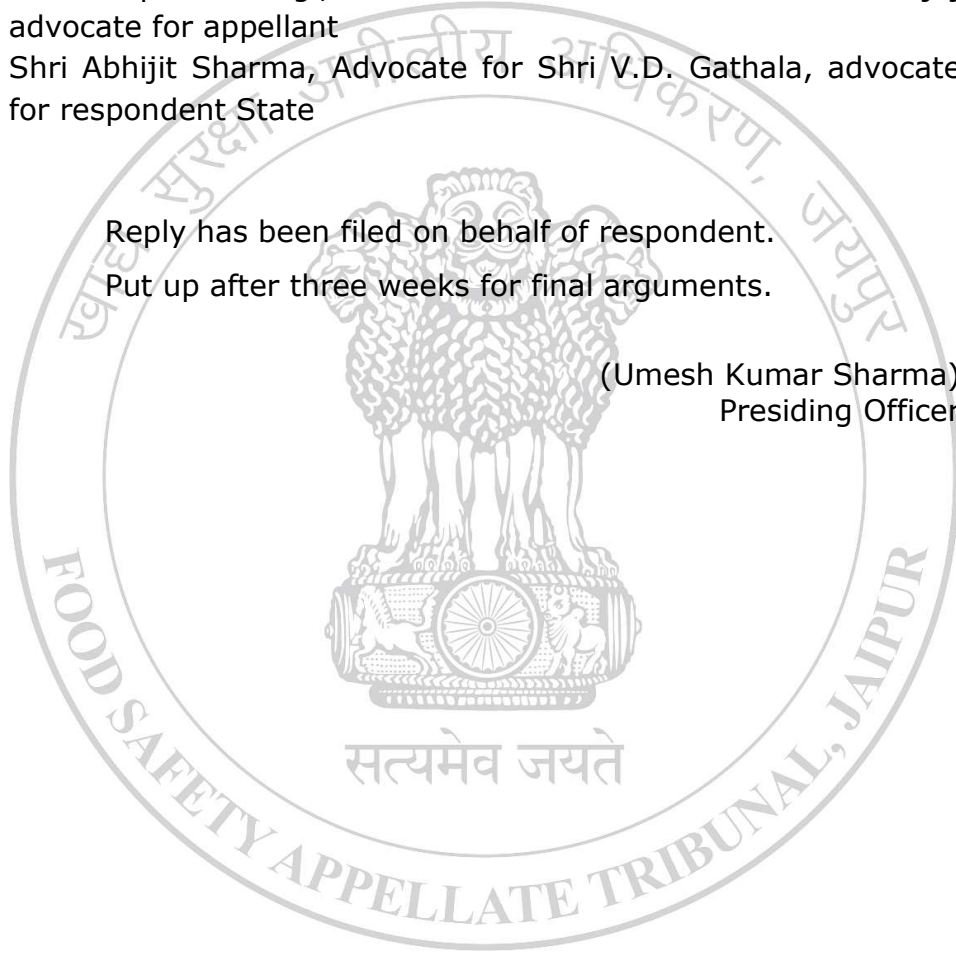 advocate for appellant
Shri Abhijit Sharma, Advocate for Shri V.D. Gathala, advocate
for respondent State
Reply has been filed on behalf of respondent.
Put up after three weeks for final arguments.
(Umesh Kumar Sharma)
Presiding Officer
खाद्य सुरक्षा अपीलीय अधिकरण, जयपुर
सत्यमेव जयते
FOOD SAFETY APPELLATE TRIBUNAL, JAIPUR